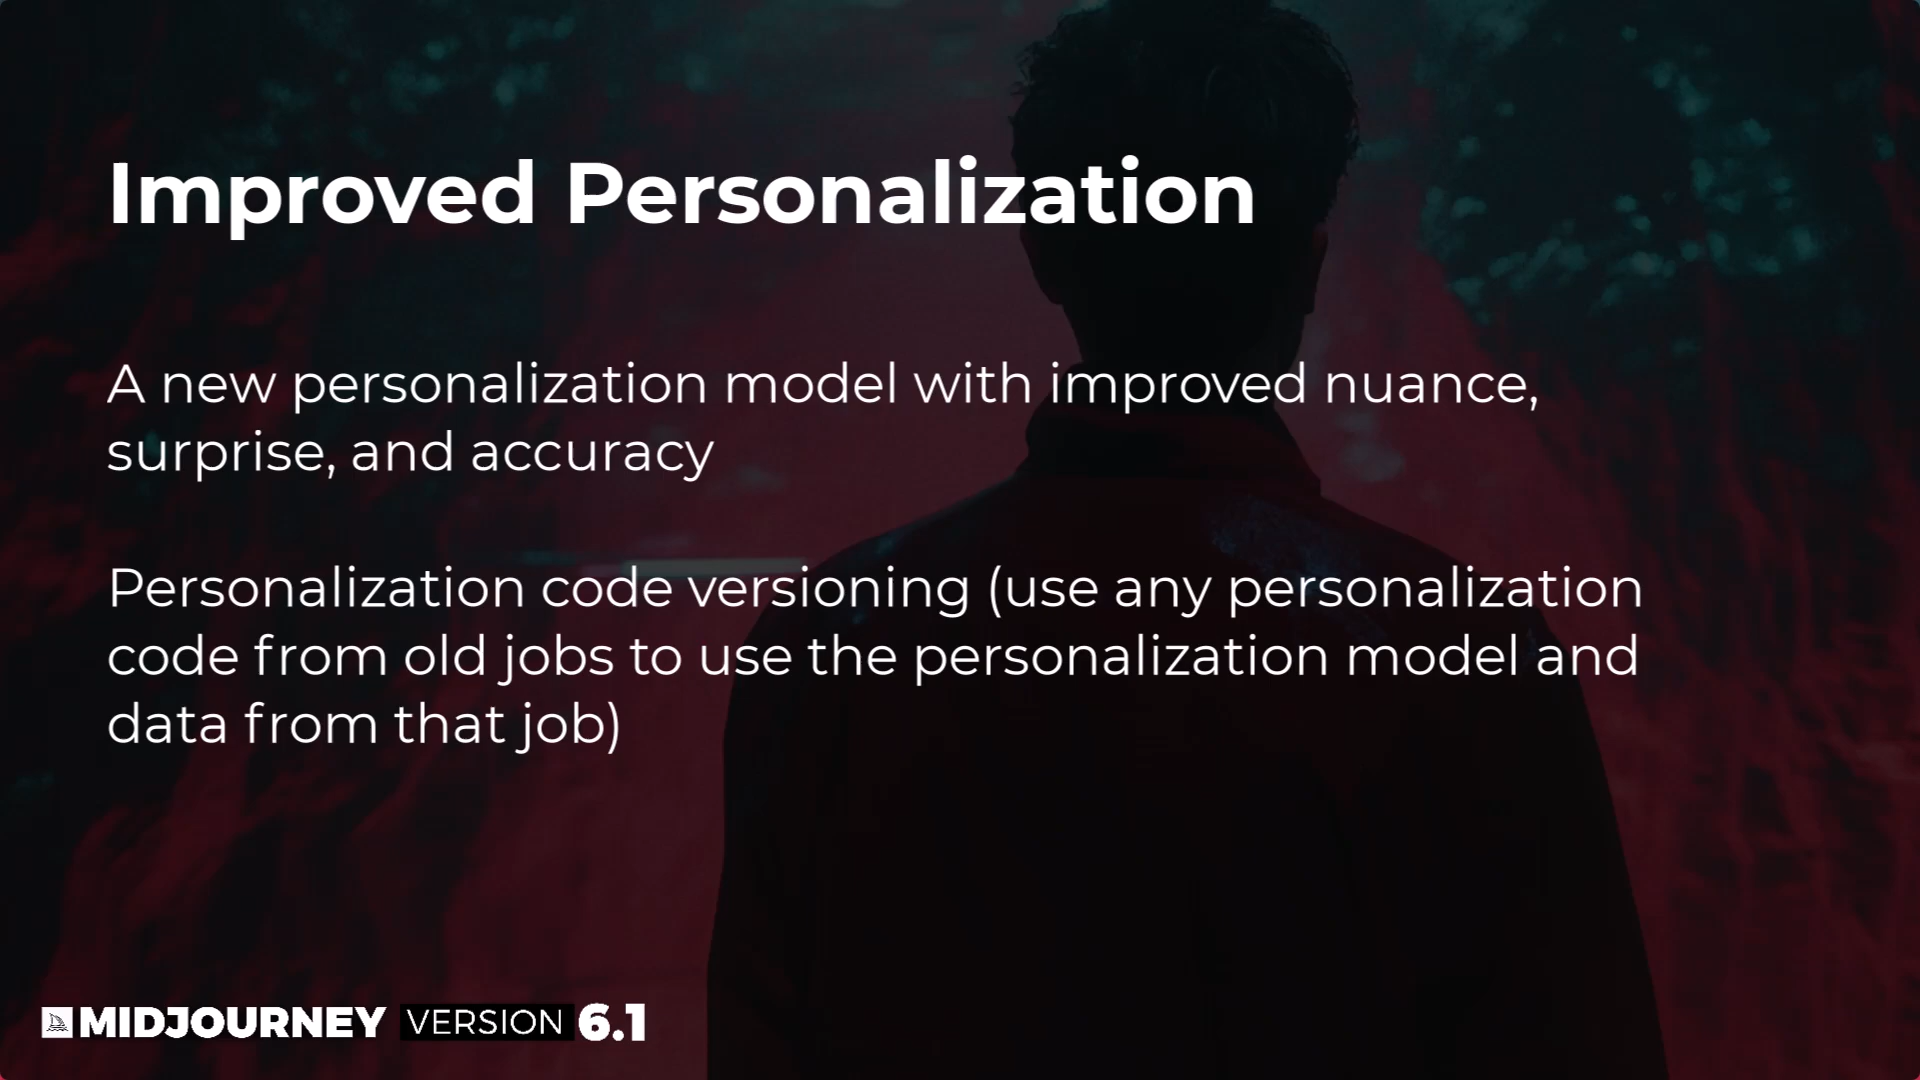 Improved Personalization
A new personalization model with improved nuance,
surprise, and accuracy
Personalization code versioning (use any personalization
code from old jobs to use the personalization model and
data from that job)
MIDJOURNEY VERSION 6.1